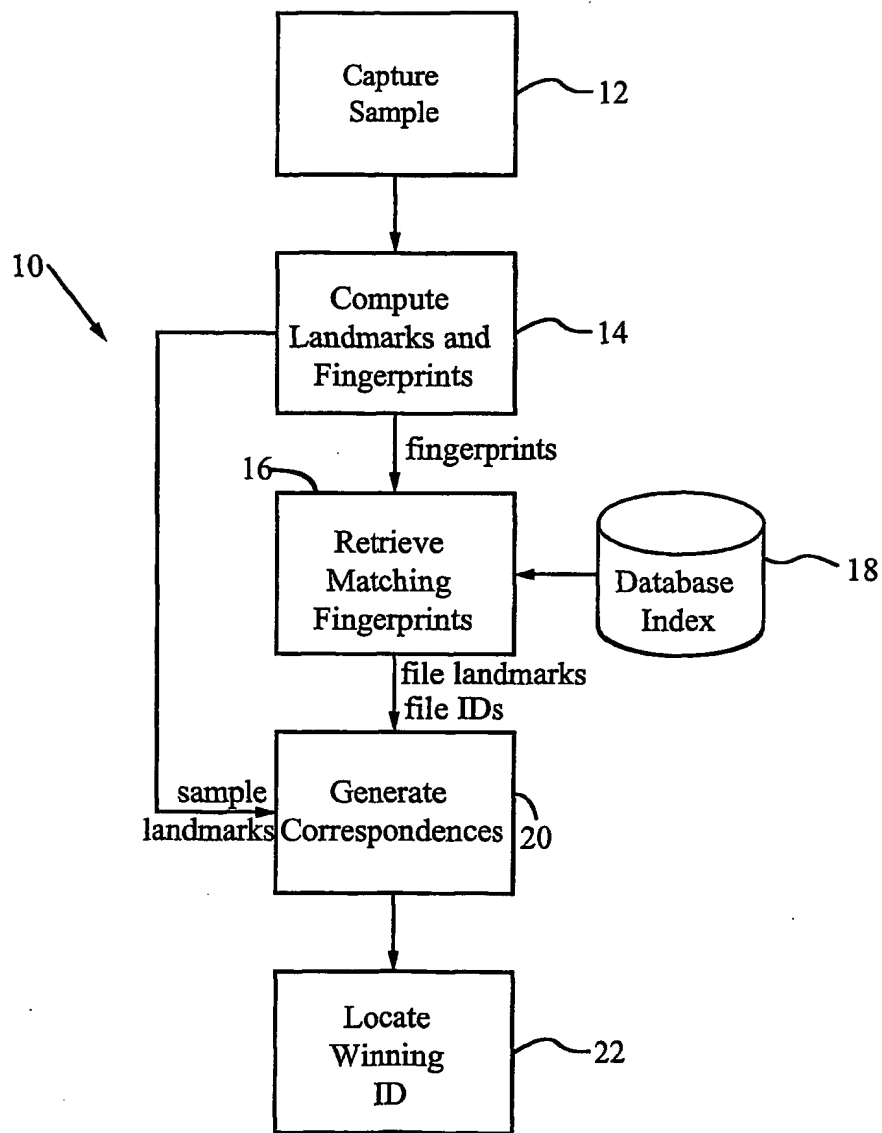 Capture
Sample
12
10
Compute
Landmarks and
Fingerprints
14
fingerprints
16
Retrieve
Matching
Fingerprints
Database
Index
18
file landmarks
file IDs
sample
landmarks
Generate
Correspondences
20
Locate
Winning
ID
22